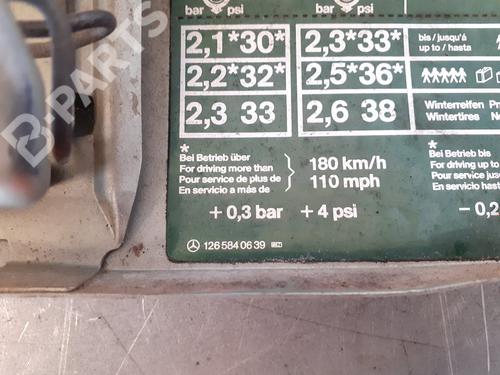 bar psi bar psi
2,1*30* 2,3*33* bis / jusqu'à
up to / hasta
2,2*32* 2,5*36*
2,3 33 2,6 38 Winterreifen
Wintertires
*
Bei Betrieb über
For driving more than
Pour service de plus de
En servicio a más de
180 km/h
110 mph
+ 0,3 bar + 4 psi
*
Bei Betrieb bis
For driving up to
Pour service
En servicio hasta
– 0,2
126 584 06 39
B-PARTS